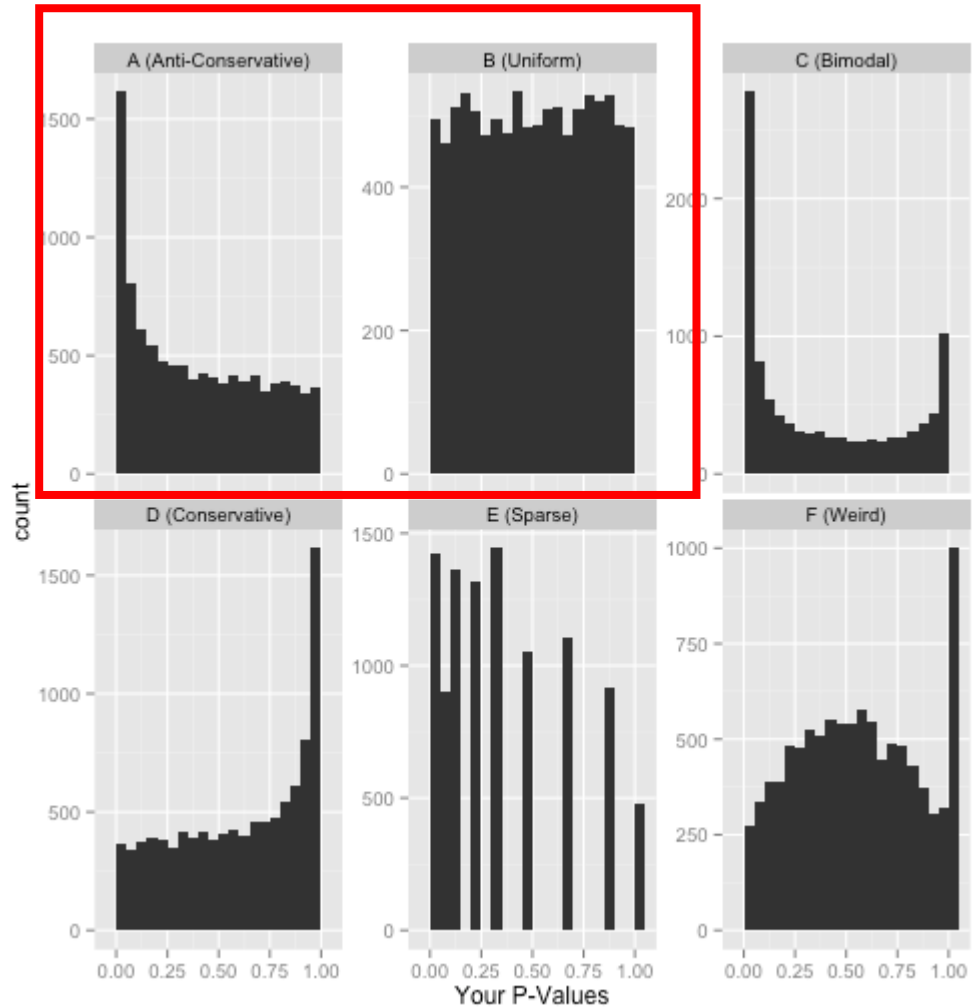 A (Anti-Conservative)
B (Uniform)
C (Bimodal)
1500
1000
500
0
400
200
0
2000
1000
0
count
D (Conservative)
E (Sparse)
F (Weird)
1500
1000
500
0
1500
1000
500
0
1000
750
500
250
0
0.00 0.25 0.50 0.75 1.00
0.00 0.25 0.50 0.75 1.00
0.00 0.25 0.50 0.75 1.00
Your P-Values